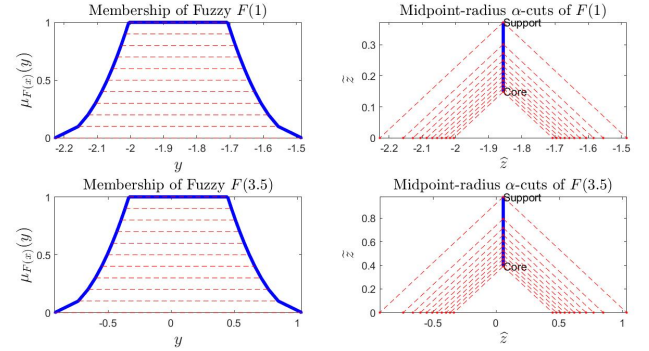 Membership of Fuzzy F(1)
1
0.5
0
μF(x)(y)
-2.2 -2.1 -2 -1.9 -1.8 -1.7 -1.6 -1.5
y
Midpoint-radius α-cuts of F(1)
Support
Core
0.3
0.2
0.1
0
z̃
-2.2 -2.1 -2 -1.9 -1.8 -1.7 -1.6 -1.5
ẑ
Membership of Fuzzy F(3.5)
1
0.5
0
μF(x)(y)
-0.5 0 0.5 1
y
Midpoint-radius α-cuts of F(3.5)
Support
Core
0.8
0.6
0.4
0.2
0
z̃
-0.5 0 0.5 1
ẑ